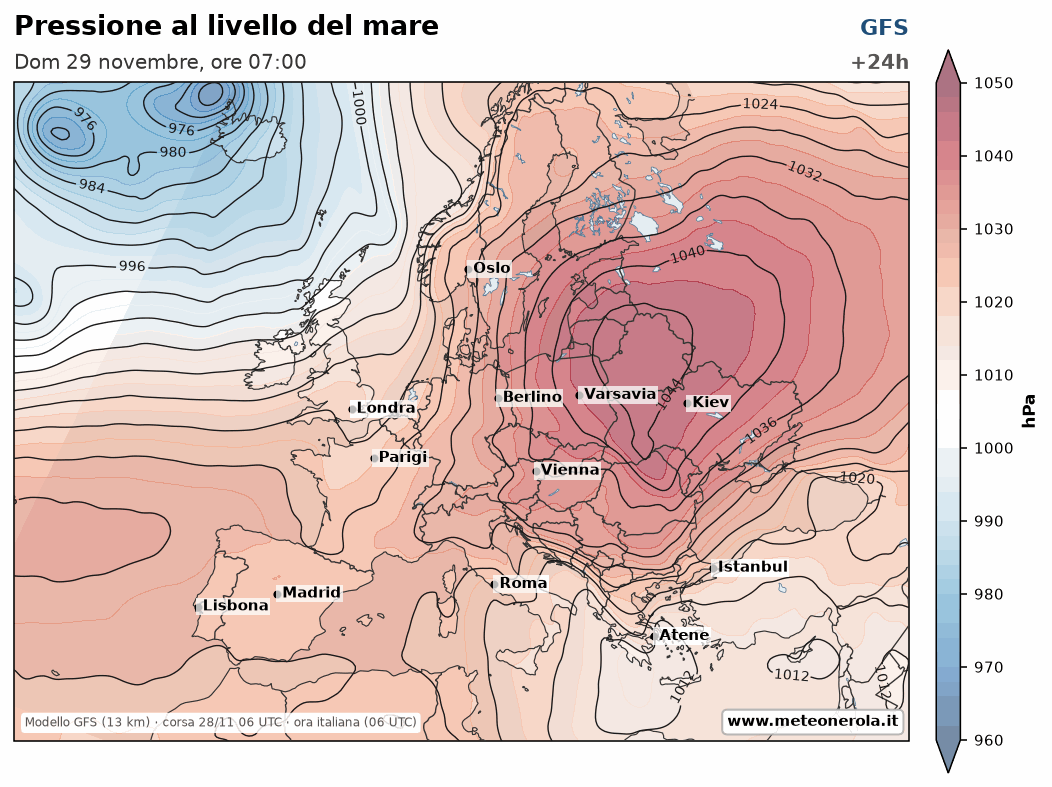 Pressione al livello del mare
GFS
Dom 29 novembre, ore 07:00
+24h
1050
1040
1030
1020
1010
1000
990
980
970
960
hPa
976
976
980
984
996
1000
1024
1032
1040
1044
1036
1020
1012
1012
Oslo
Berlino
Varsavia
Kiev
Londra
Parigi
Vienna
Istanbul
Roma
Madrid
Lisbona
Atene
Modello GFS (13 km) · corsa 28/11 06 UTC · ora italiana (06 UTC)
www.meteonerola.it